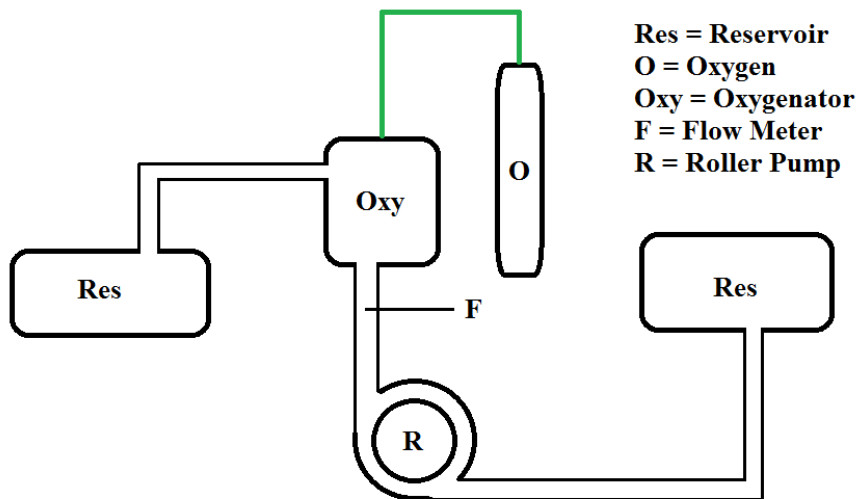 Res = Reservoir
O = Oxygen
Oxy = Oxygenator
F = Flow Meter
R = Roller Pump
O
Oxy
Res
Res
F
R